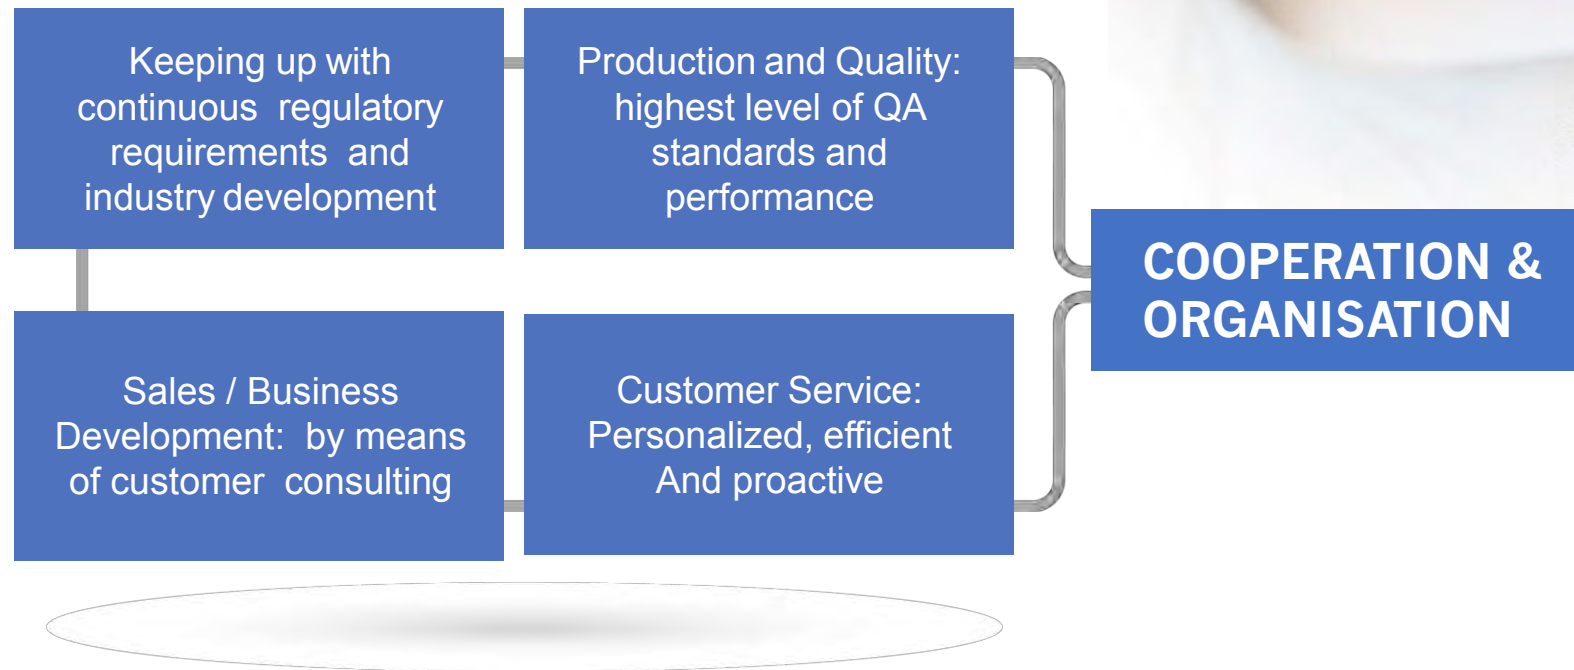 Keeping up with
continuous regulatory
requirements and
industry development
Production and Quality:
highest level of QA
standards and
performance
Sales / Business
Development: by means
of customer consulting
Customer Service:
Personalized, efficient
And proactive
COOPERATION &
ORGANISATION